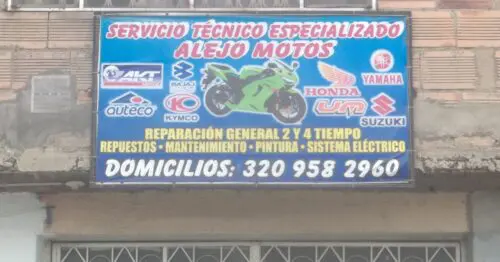 SERVICIO TÉCNICO ESPECIALIZADO
ALEJO MOTOS
AKT
BAJAJ
HONDA
YAMAHA
auteco
KYMCO
UM
SUZUKI
REPARACIÓN GENERAL 2 Y 4 TIEMPO
REPUESTOS • MANTENIMIENTO • PINTURA • SISTEMA ELÉCTRICO
DOMICILIOS: 320 958 2960